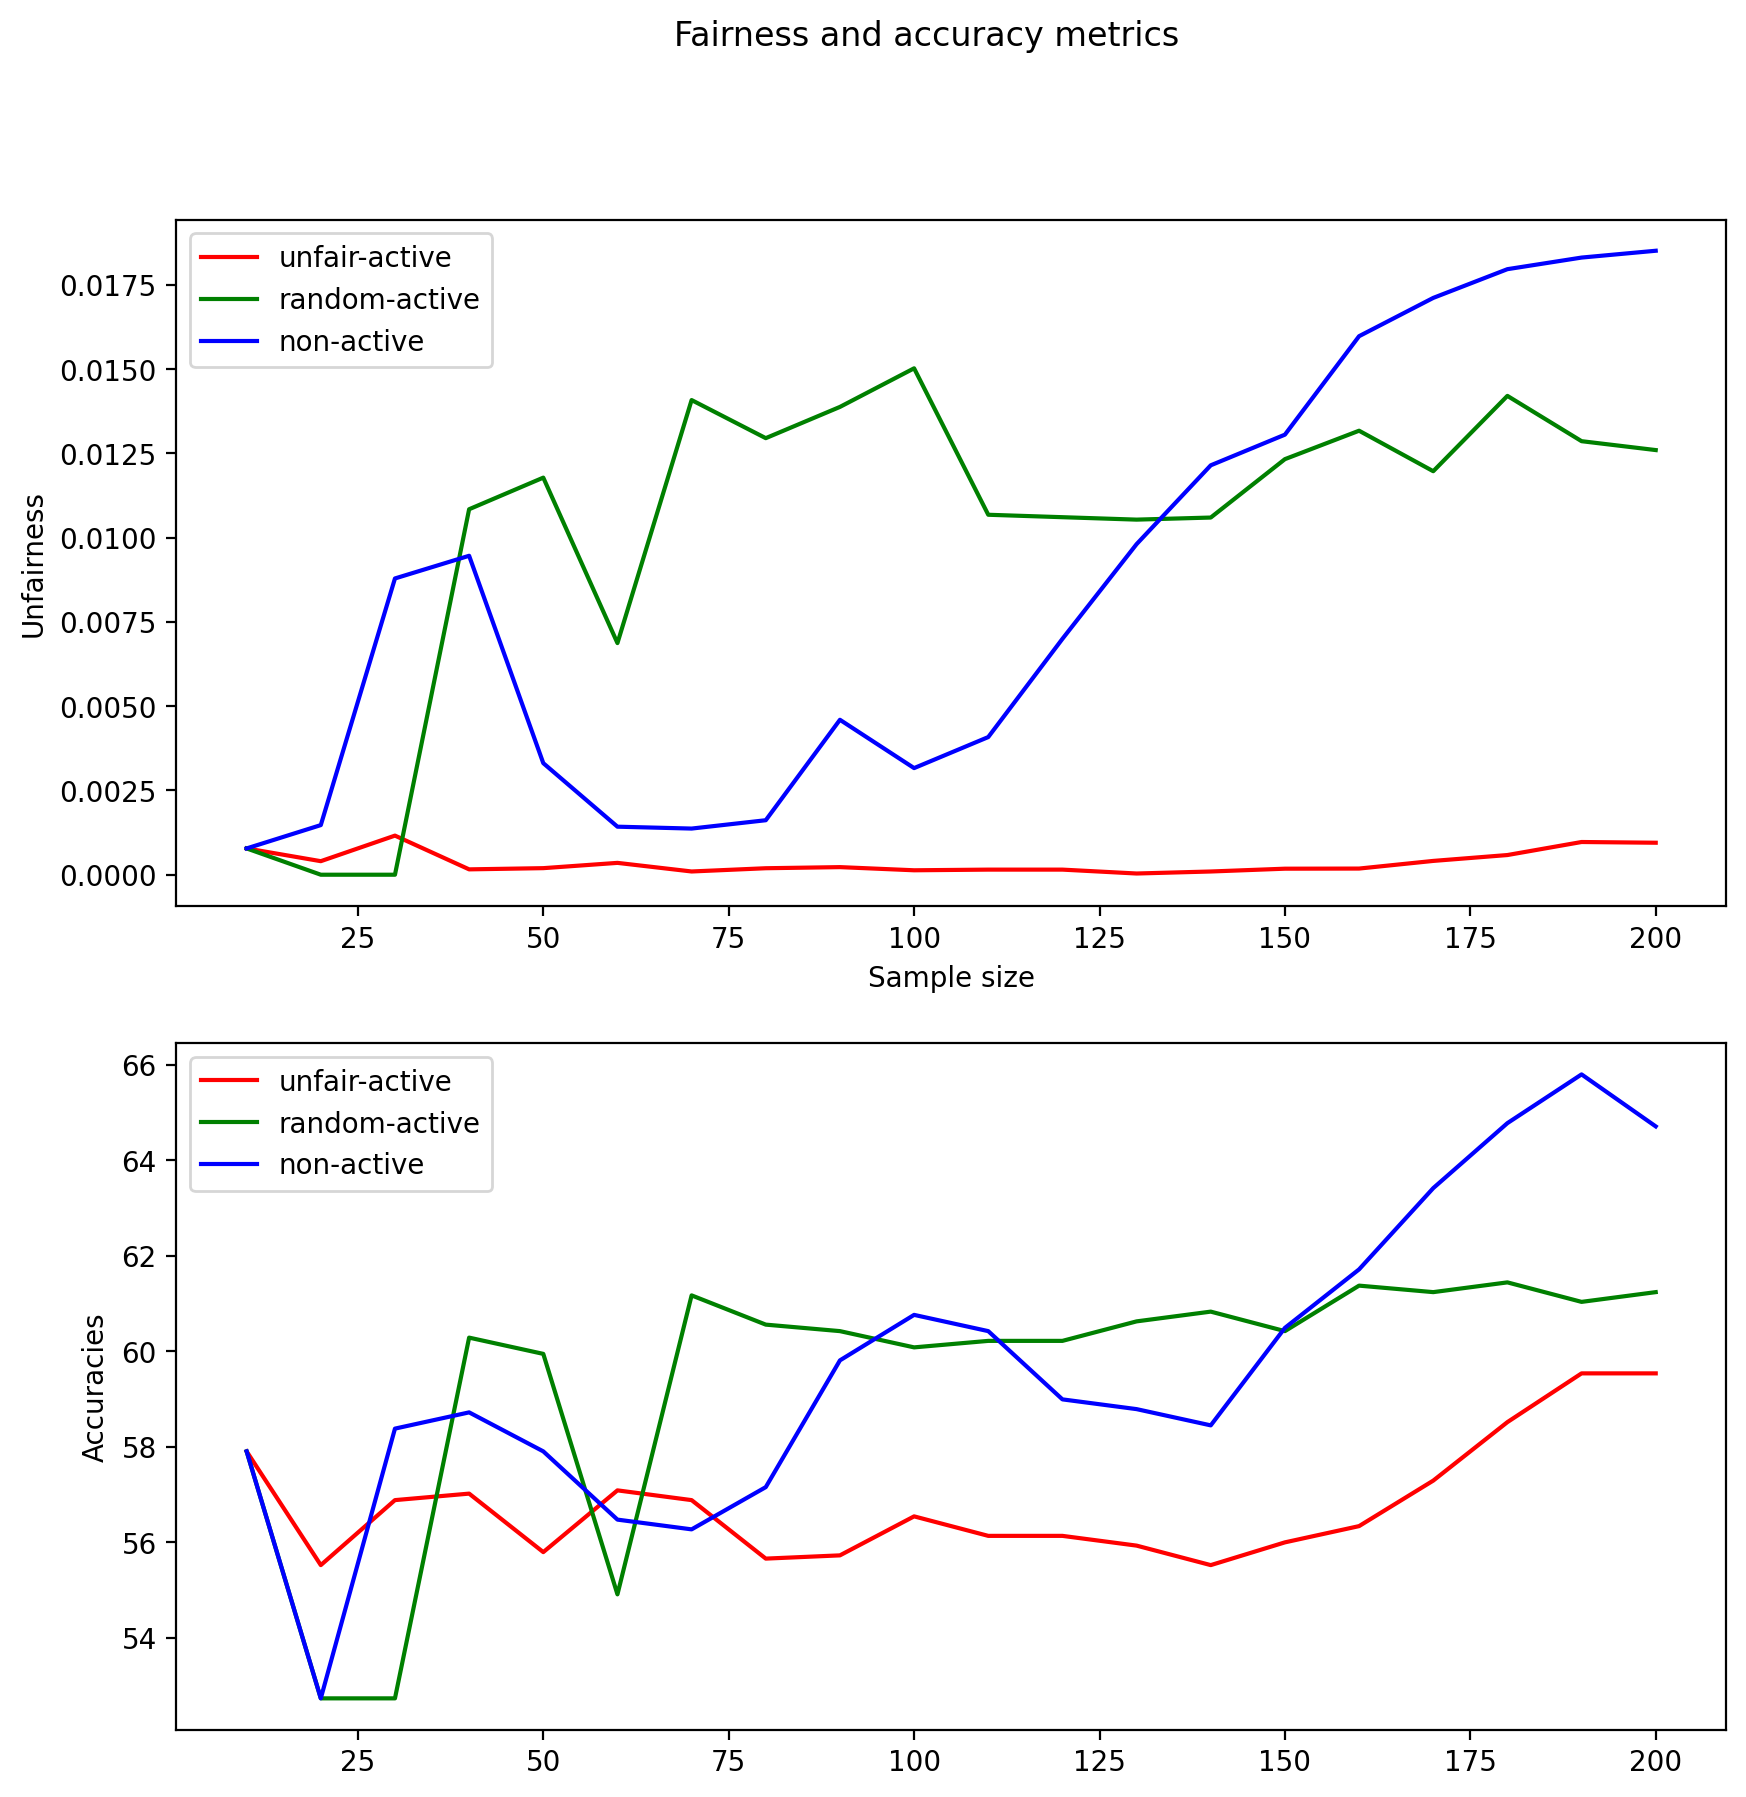 Fairness and accuracy metrics
unfair-active
random-active
non-active
0.0175
0.0150
0.0125
0.0100
0.0075
0.0050
0.0025
0.0000
Unfairness
25 50 75 100 125 150 175 200
Sample size
unfair-active
random-active
non-active
66
64
62
60
58
56
54
Accuracies
25 50 75 100 125 150 175 200